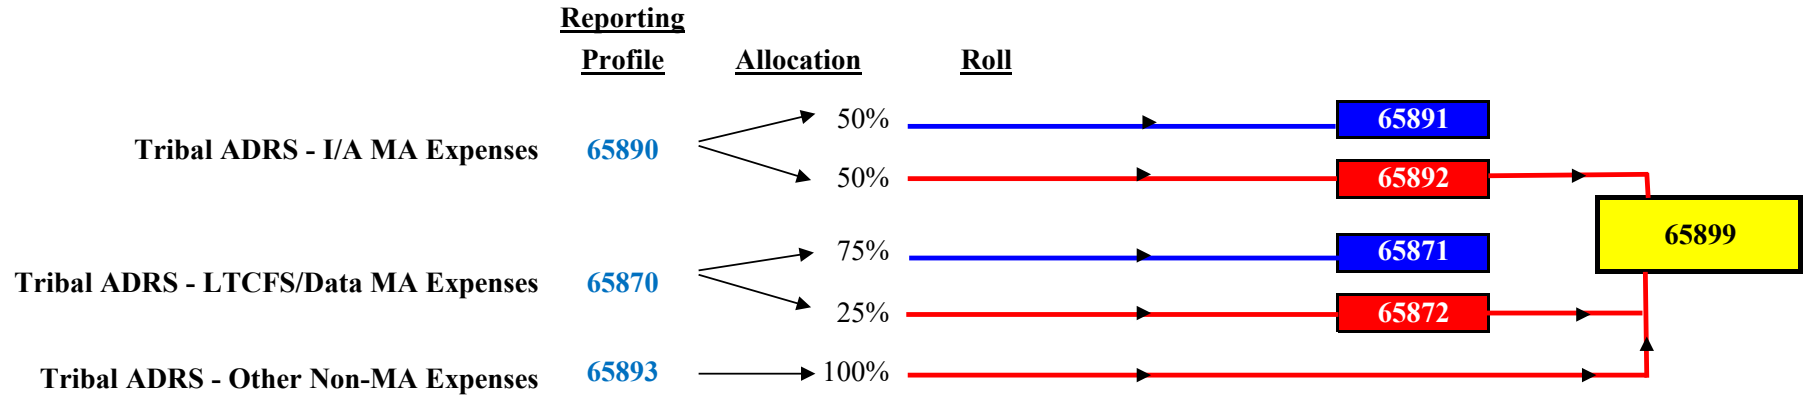 Reporting
Profile Allocation Roll
50% 65891
Tribal ADRS - I/A MA Expenses 65890
50% 65892
65899
75% 65871
Tribal ADRS - LTCFS/Data MA Expenses 65870
25% 65872
Tribal ADRS - Other Non-MA Expenses 65893 100%